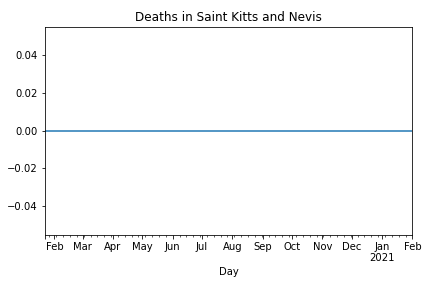 Deaths in Saint Kitts and Nevis
0.04
0.02
0.00
−0.02
−0.04
Feb Mar Apr May Jun Jul Aug Sep Oct Nov Dec Jan Feb
2021
Day